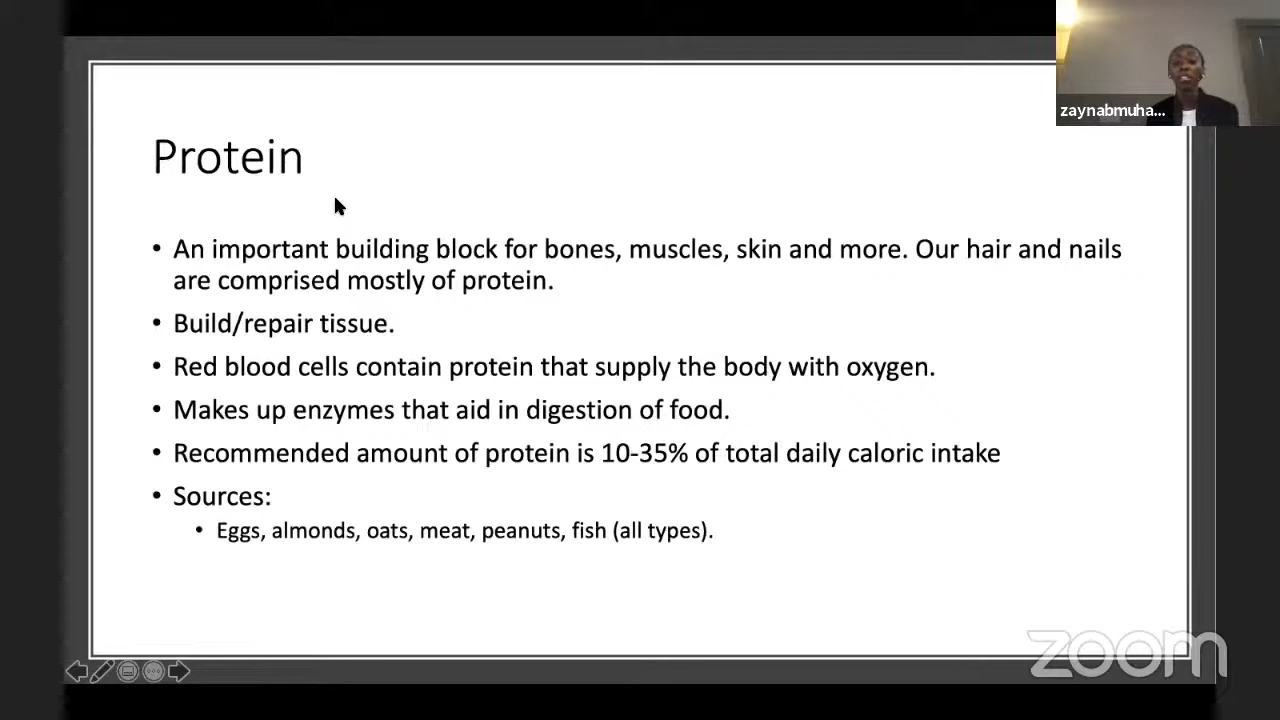 zaynabmuha...
Protein
• An important building block for bones, muscles, skin and more. Our hair and nails
are comprised mostly of protein.
• Build/repair tissue.
• Red blood cells contain protein that supply the body with oxygen.
• Makes up enzymes that aid in digestion of food.
• Recommended amount of protein is 10-35% of total daily caloric intake
• Sources:
• Eggs, almonds, oats, meat, peanuts, fish (all types).
zoom